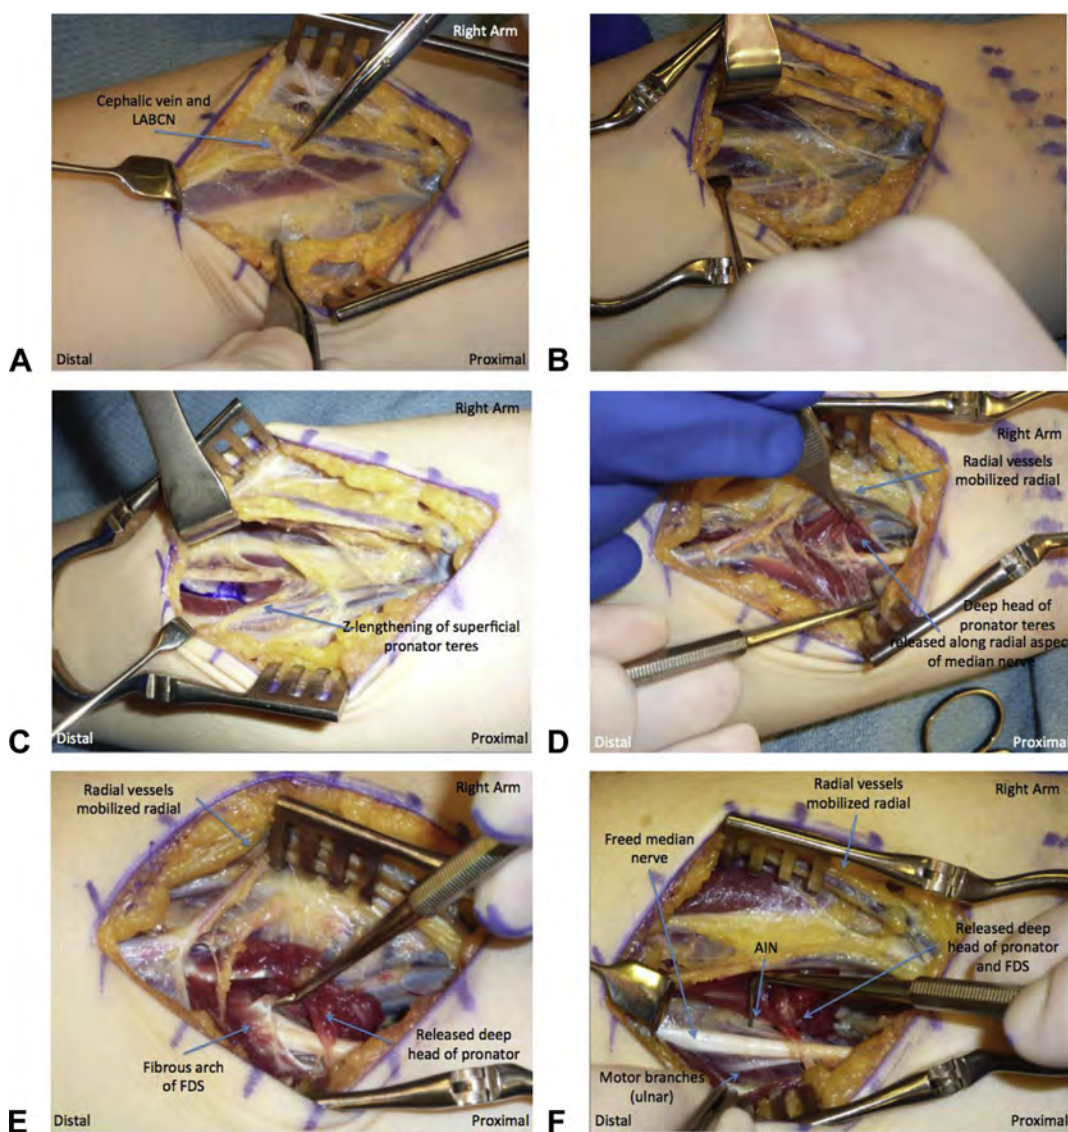 Right Arm
Cephalic vein and
LABCN
Distal
Proximal
A
B
Right Arm
Z-lengthening of superficial
pronator teres
Distal
Proximal
C
Right Arm
Radial vessels
mobilized radial
Deep head of
pronator teres
released along radial aspec
of median nerve
Distal
Proximal
D
Right Arm
Radial vessels
mobilized radial
Fibrous arch
of FDS
Released deep
head of pronator
Distal
Proximal
E
Radial vessels
mobilized radial
Right Arm
Freed median
nerve
AIN
Released deep
head of pronator
and FDS
Motor branches
(ulnar)
Distal
Proximal
F